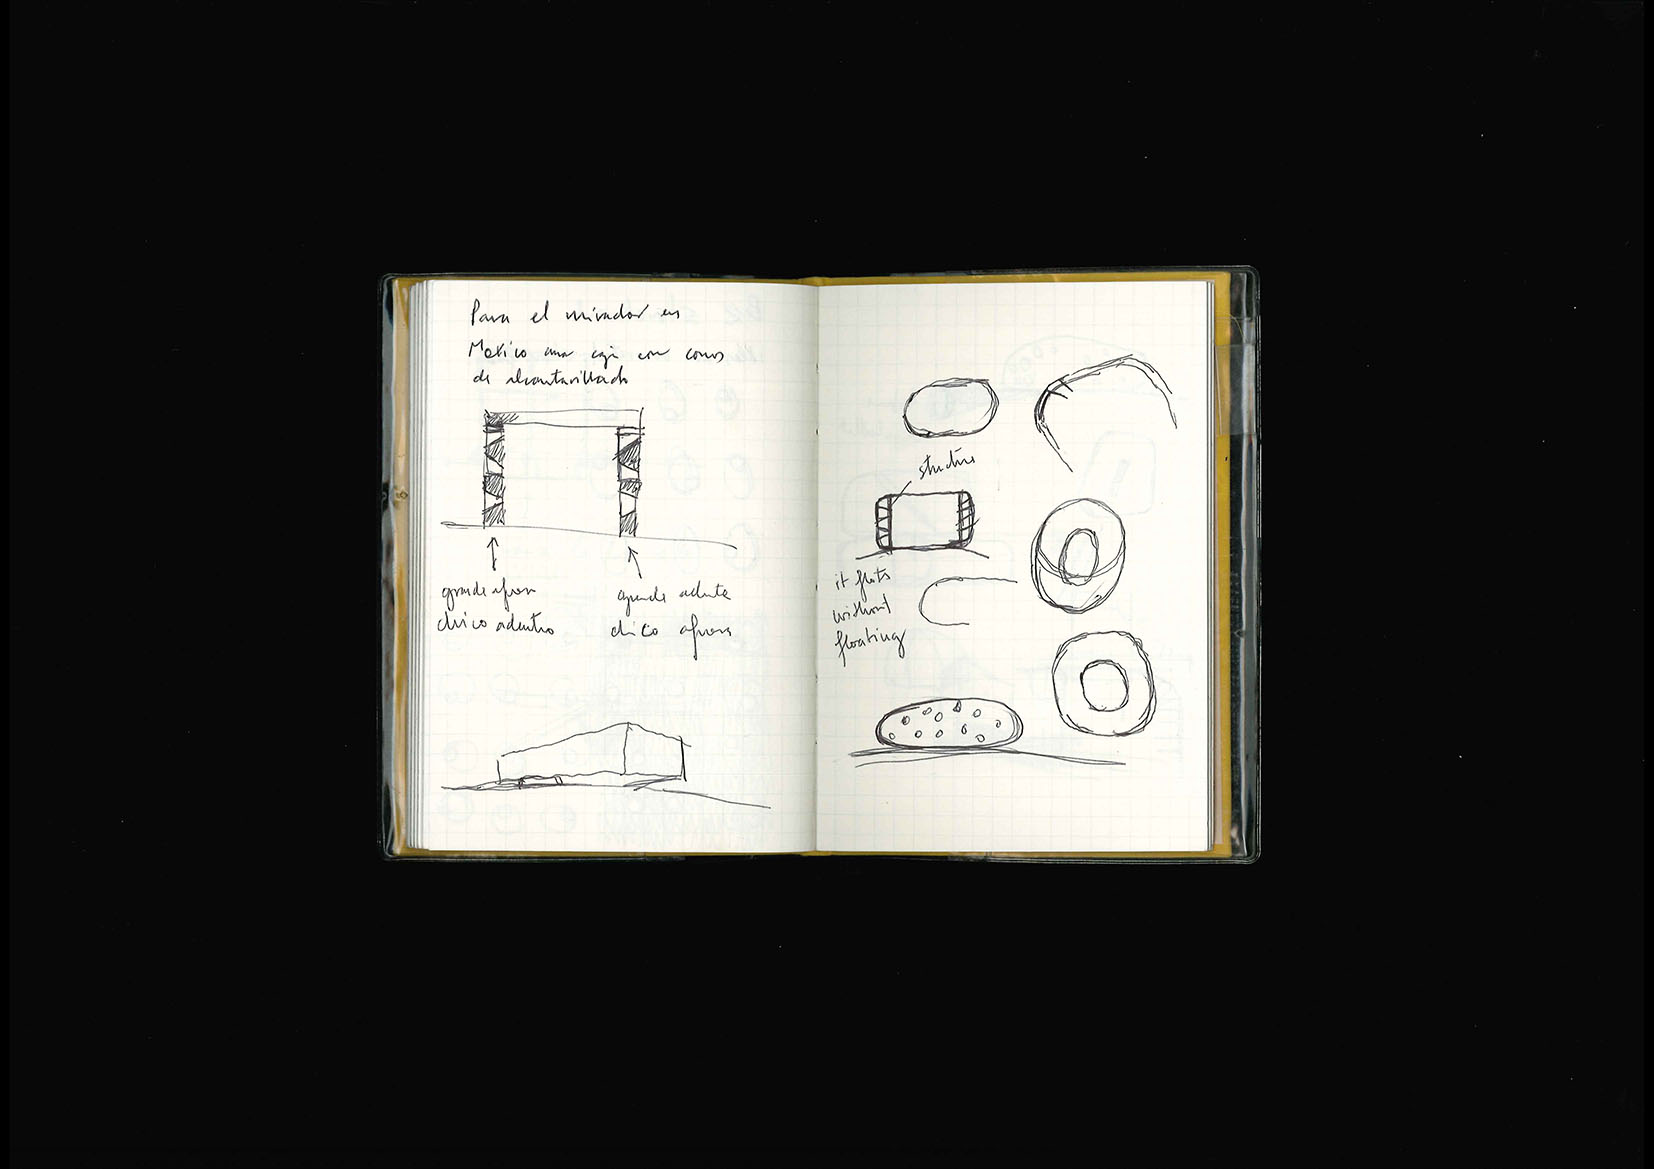 Para el mirador en
Mexico una caja con conos
de alcantarillado
grande afuera
chico adentro
grande adentro
chico afuera
structure
it floats
without
floating